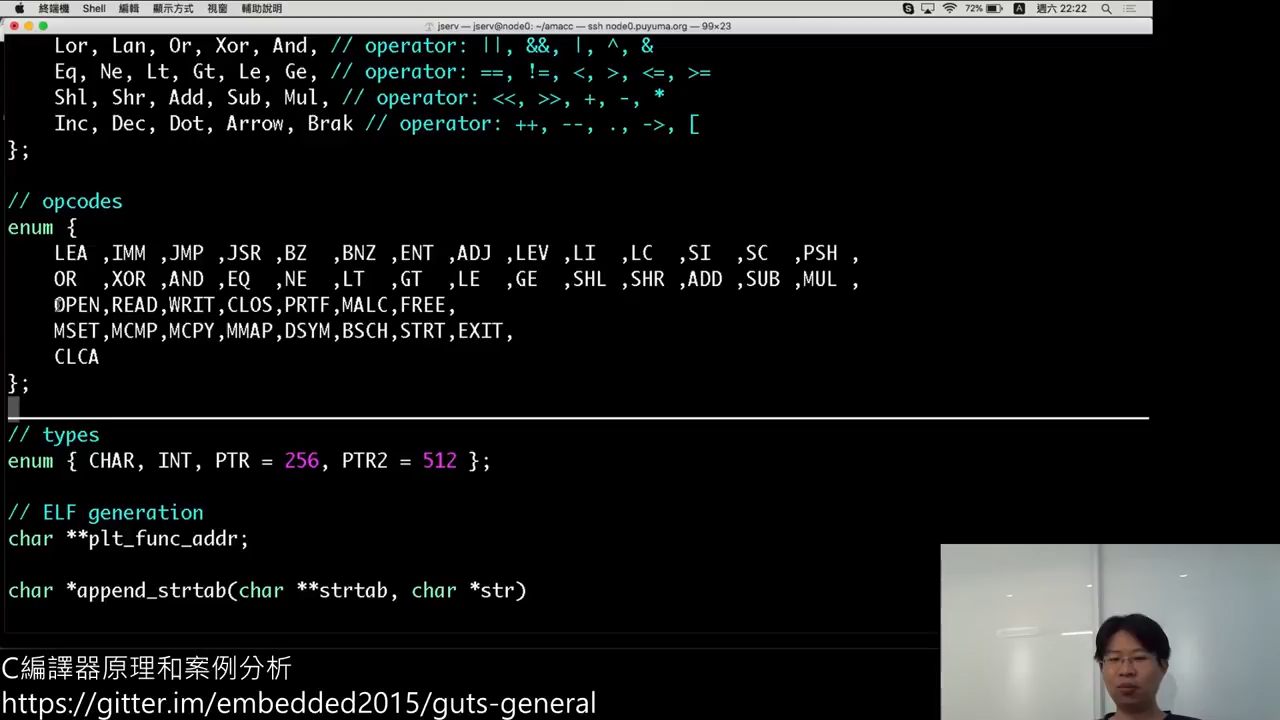 終端機 Shell 編輯 顯示方式 視窗 輔助說明 72% A 週六 22:22
jserv — jserv@node0: ~/amacc — ssh node0.puyuma.org — 99×23
Lor, Lan, Or, Xor, And, // operator: ||, &&, |, ^, &
Eq, Ne, Lt, Gt, Le, Ge, // operator: ==, !=, <, >, <=, >=
Shl, Shr, Add, Sub, Mul, // operator: <<, >>, +, -, *
Inc, Dec, Dot, Arrow, Brak // operator: ++, --, ., ->, [
};
// opcodes
enum {
LEA ,IMM ,JMP ,JSR ,BZ ,BNZ ,ENT ,ADJ ,LEV ,LI ,LC ,SI ,SC ,PSH ,
OR ,XOR ,AND ,EQ ,NE ,LT ,GT ,LE ,GE ,SHL ,SHR ,ADD ,SUB ,MUL ,
OPEN,READ,WRIT,CLOS,PRTF,MALC,FREE,
MSET,MCMP,MCPY,MMAP,DSYM,BSCH,STRT,EXIT,
CLCA
};
// types
enum { CHAR, INT, PTR = 256, PTR2 = 512 };
// ELF generation
char **plt_func_addr;
char *append_strtab(char **strtab, char *str)
C編譯器原理和案例分析
https://gitter.im/embedded2015/guts-general